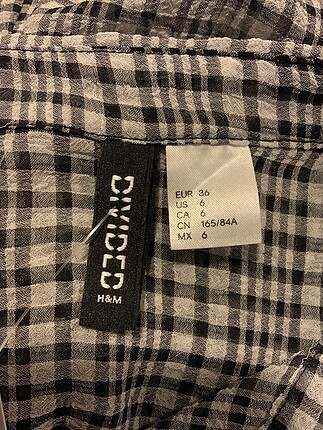 DIVIDED
H&M
EUR 36
US 6
CA 6
CN 165/84A
MX 6